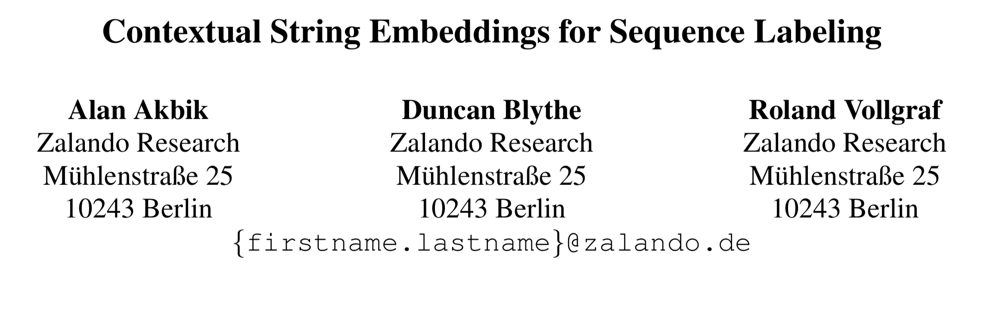 Contextual String Embeddings for Sequence Labeling
Alan Akbik
Zalando Research
Mühlenstraße 25
10243 Berlin
Duncan Blythe
Zalando Research
Mühlenstraße 25
10243 Berlin
Roland Vollgraf
Zalando Research
Mühlenstraße 25
10243 Berlin
{firstname.lastname}@zalando.de